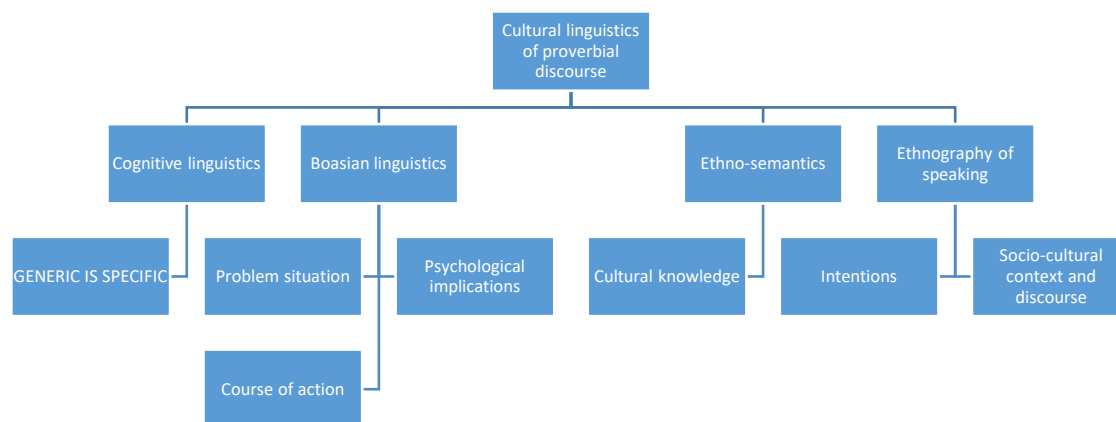 Cultural linguistics
of proverbial
discourse
Cognitive linguistics
Boasian linguistics
Ethno-semantics
Ethnography of
speaking
GENERIC IS SPECIFIC
Problem situation
Psychological
implications
Cultural knowledge
Intentions
Socio-cultural
context and
discourse
Course of action